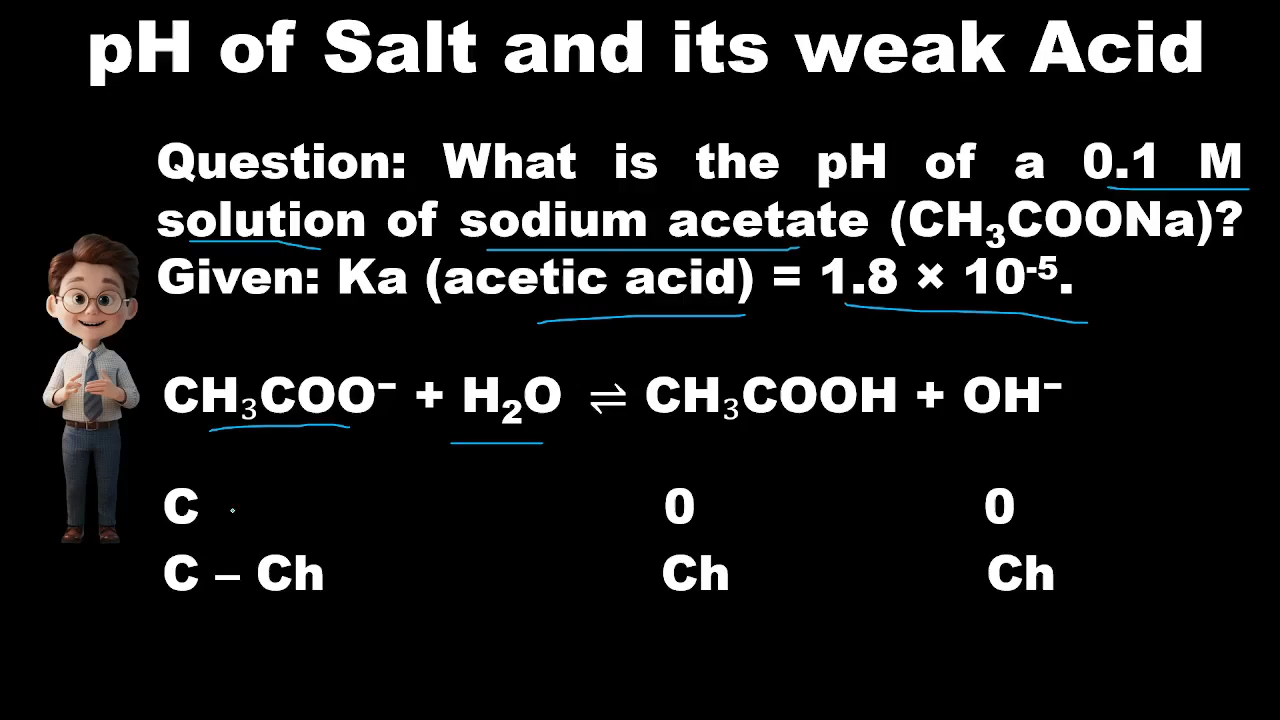 pH of Salt and its weak Acid
Question: What is the pH of a 0.1 M
solution of sodium acetate (CH₃COONa)?
Given: Ka (acetic acid) = 1.8 × 10⁻⁵.
CH₃COO⁻ + H₂O ⇌ CH₃COOH + OH⁻
C 0 0
C – Ch Ch Ch